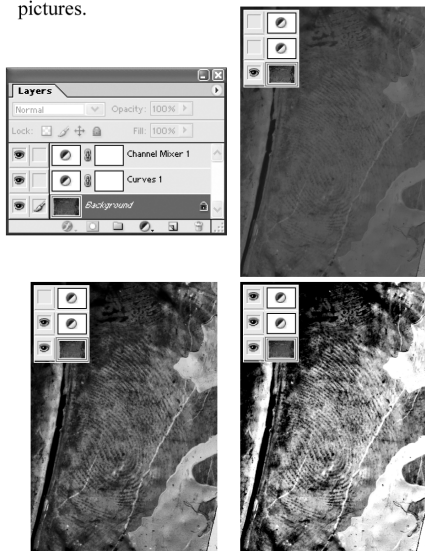 pictures.
Layers
Normal Opacity: 100%
Lock: Fill: 100%
Channel Mixer 1
Curves 1
Background